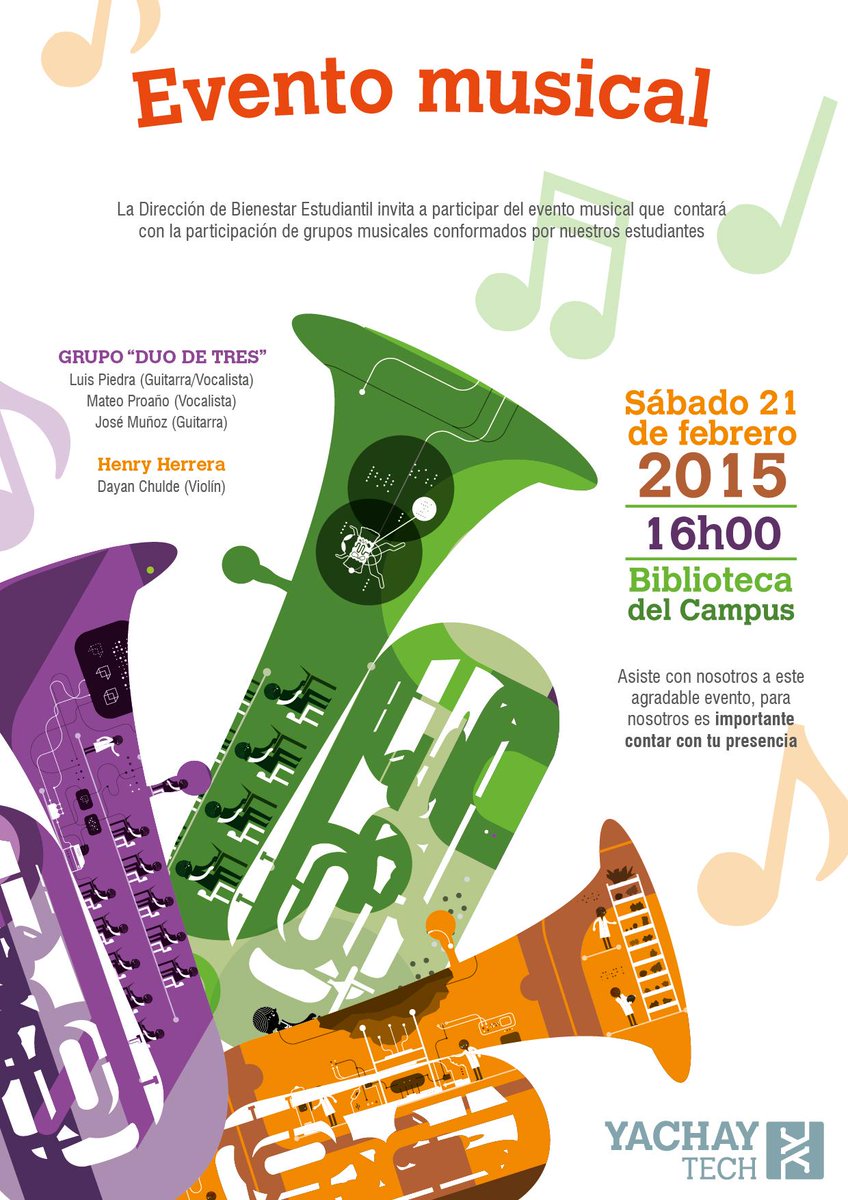 Evento musical
La Dirección de Bienestar Estudiantil invita a participar del evento musical que contará
con la participación de grupos musicales conformados por nuestros estudiantes
GRUPO “DUO DE TRES”
Luis Piedra (Guitarra/Vocalista)
Mateo Proaño (Vocalista)
José Muñoz (Guitarra)
Henry Herrera
Dayan Chulde (Violín)
Sábado 21
de febrero
2015
16h00
Biblioteca
del Campus
Asiste con nosotros a este
agradable evento, para
nosotros es importante
contar con tu presencia
YACHAY
TECH